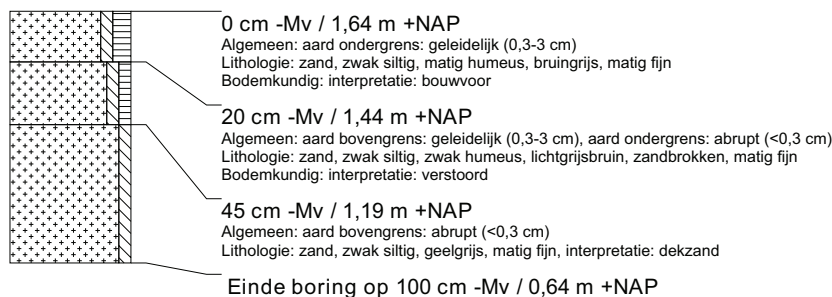 0 cm -Mv / 1,64 m +NAP
Algemeen: aard ondergrens: geleidelijk (0,3-3 cm)
Lithologie: zand, zwak siltig, matig humeus, bruingrijs, matig fijn
Bodemkundig: interpretatie: bouwvoor
20 cm -Mv / 1,44 m +NAP
Algemeen: aard bovengrens: geleidelijk (0,3-3 cm), aard ondergrens: abrupt (<0,3 cm)
Lithologie: zand, zwak siltig, zwak humeus, lichtgrijsbruin, zandbrokken, matig fijn
Bodemkundig: interpretatie: verstoord
45 cm -Mv / 1,19 m +NAP
Algemeen: aard bovengrens: abrupt (<0,3 cm)
Lithologie: zand, zwak siltig, geelgrijs, matig fijn, interpretatie: dekzand
Einde boring op 100 cm -Mv / 0,64 m +NAP